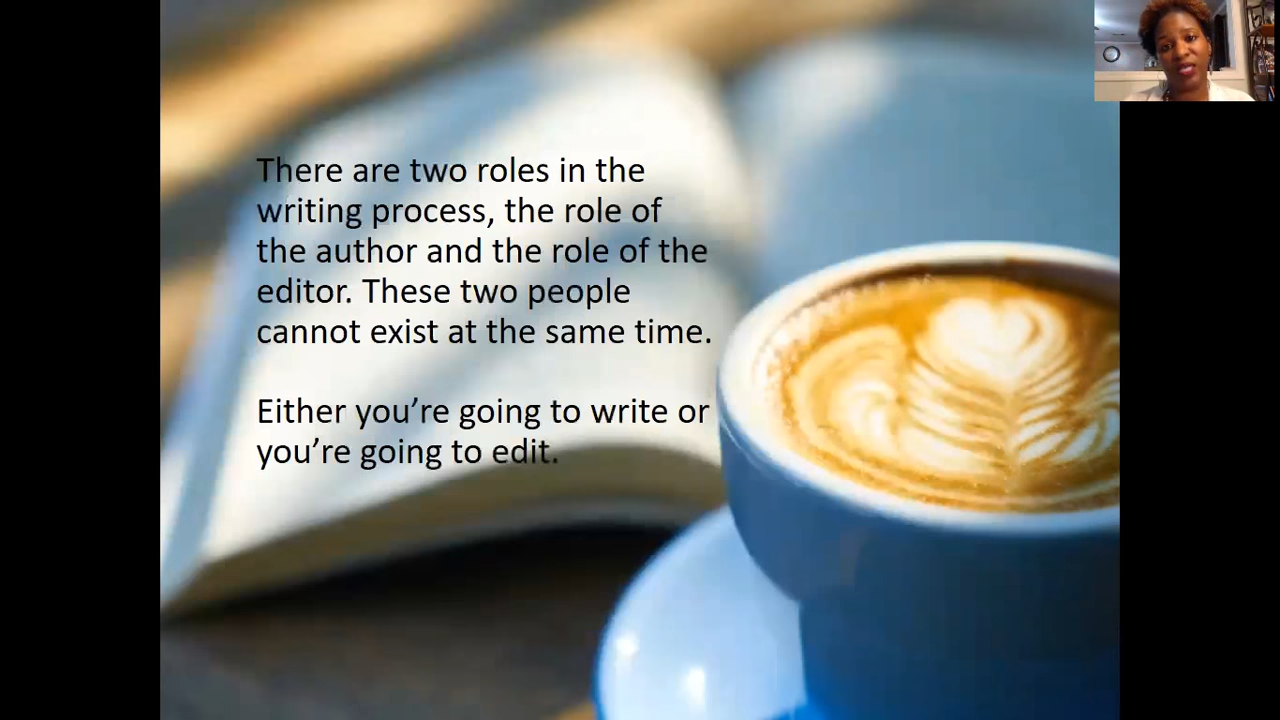 There are two roles in the
writing process, the role of
the author and the role of the
editor. These two people
cannot exist at the same time.
Either you’re going to write or
you’re going to edit.